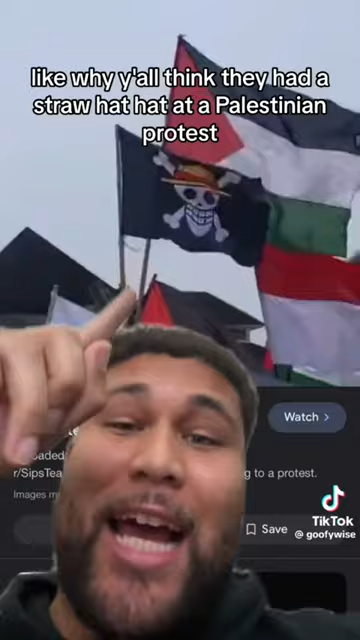 like why y'all think they had a
straw hat hat at a Palestinian
protest
Watch >
r/SipsTea
g to a protest.
Images m
Save
TikTok
@ goofywise